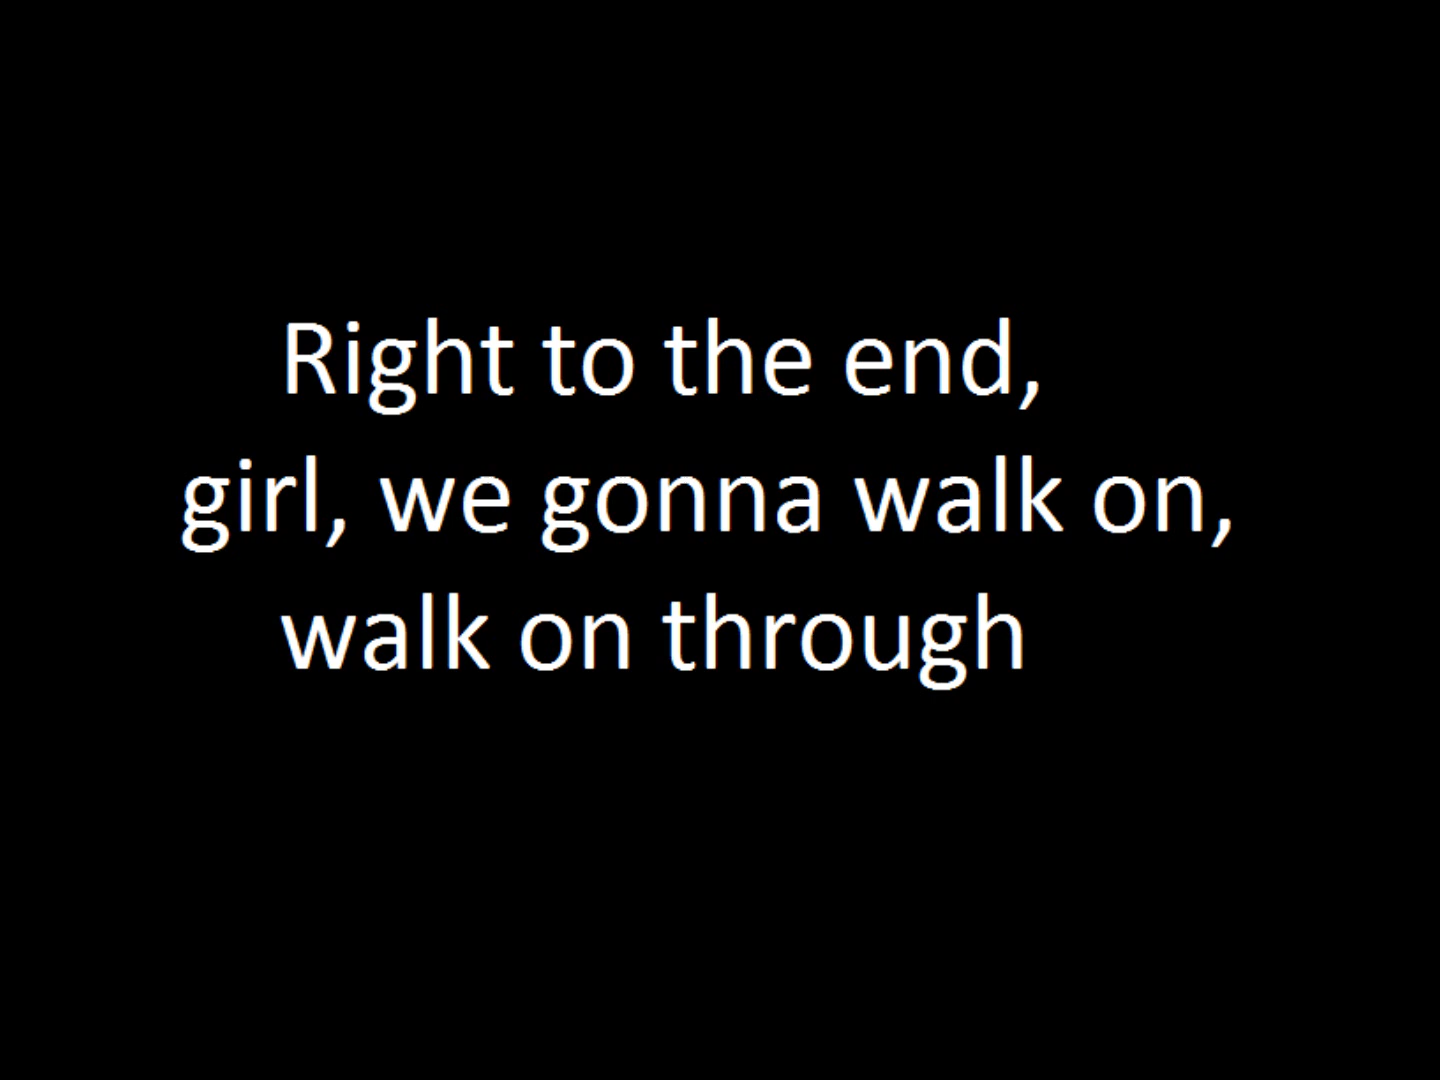 Right to the end,
girl, we gonna walk on,
walk on through